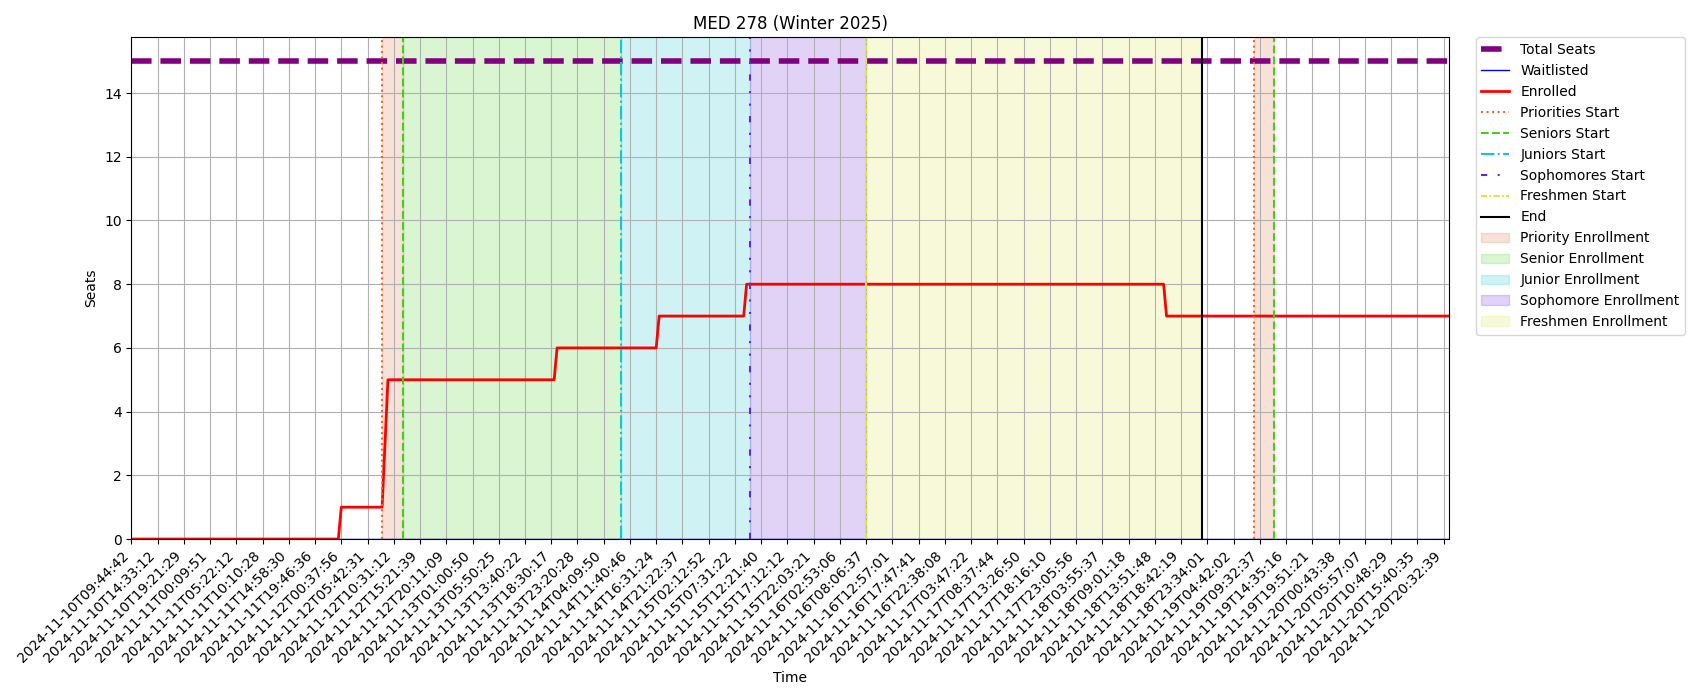 MED 278 (Winter 2025)
Seats
14
12
10
8
6
4
2
0
2024-11-10T09:44:42
2024-11-10T14:33:12
2024-11-10T19:21:29
2024-11-11T00:09:51
2024-11-11T05:22:12
2024-11-11T10:10:28
2024-11-11T14:58:30
2024-11-11T19:46:36
2024-11-12T00:37:56
2024-11-12T05:42:31
2024-11-12T10:31:12
2024-11-12T15:21:39
2024-11-12T20:11:09
2024-11-13T01:00:50
2024-11-13T05:50:25
2024-11-13T13:40:22
2024-11-13T18:30:17
2024-11-13T23:20:28
2024-11-14T04:09:50
2024-11-14T11:40:46
2024-11-14T16:31:24
2024-11-14T21:22:37
2024-11-15T02:12:52
2024-11-15T07:31:22
2024-11-15T12:21:40
2024-11-15T17:12:12
2024-11-15T22:03:21
2024-11-16T02:53:06
2024-11-16T08:06:37
2024-11-16T12:57:01
2024-11-16T17:47:41
2024-11-16T22:38:08
2024-11-17T03:47:22
2024-11-17T08:37:44
2024-11-17T13:26:50
2024-11-17T18:16:10
2024-11-17T23:05:56
2024-11-18T03:55:37
2024-11-18T09:01:18
2024-11-18T13:51:48
2024-11-18T18:42:19
2024-11-18T23:34:01
2024-11-19T04:42:02
2024-11-19T09:32:37
2024-11-19T14:35:16
2024-11-19T19:51:21
2024-11-20T00:43:38
2024-11-20T05:57:07
2024-11-20T10:48:29
2024-11-20T15:40:35
2024-11-20T20:32:39
Time
Total Seats
Waitlisted
Enrolled
Priorities Start
Seniors Start
Juniors Start
Sophomores Start
Freshmen Start
End
Priority Enrollment
Senior Enrollment
Junior Enrollment
Sophomore Enrollment
Freshmen Enrollment